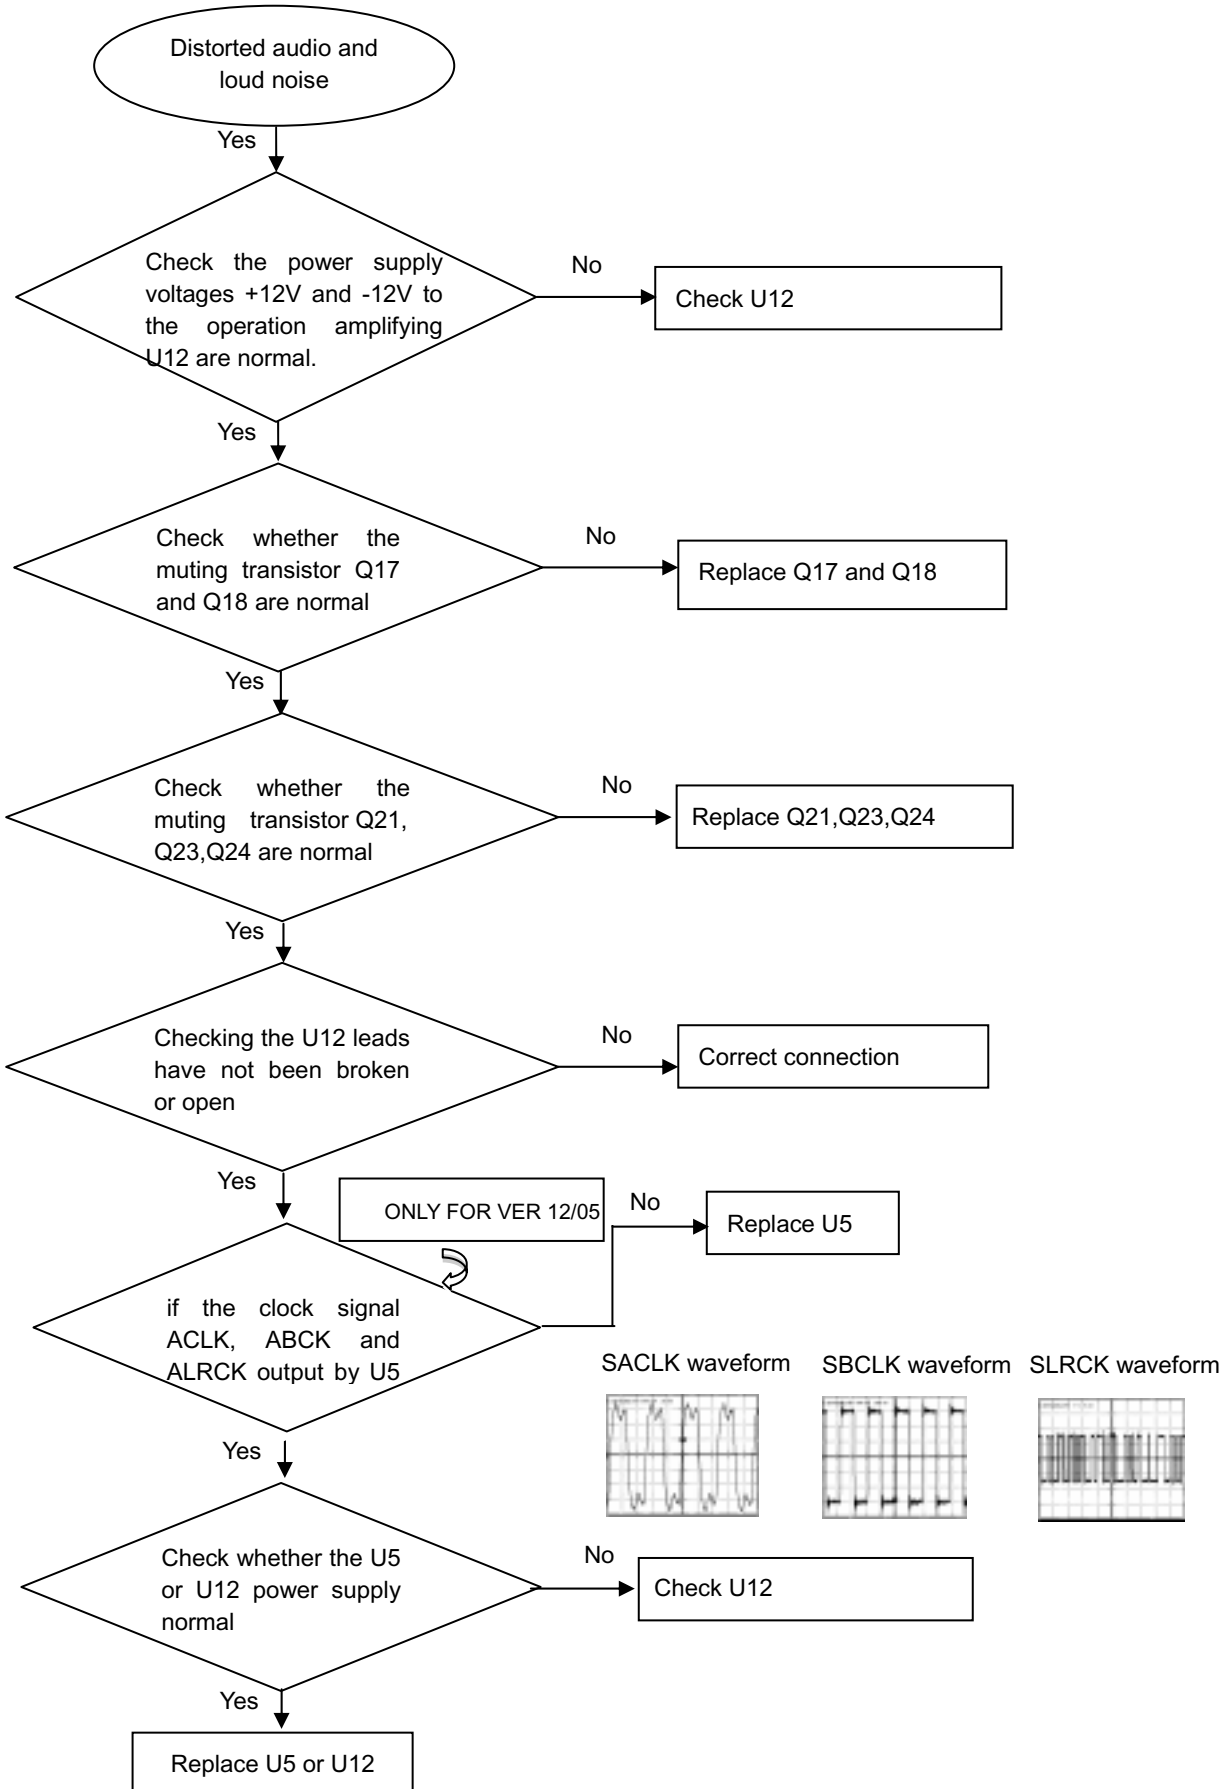 Distorted audio and
loud noise
Yes
Check the power supply
voltages +12V and -12V to
the operation amplifying
U12 are normal.
No
Check U12
Yes
Check whether the
muting transistor Q17
and Q18 are normal
No
Replace Q17 and Q18
Yes
Check whether the
muting transistor Q21,
Q23,Q24 are normal
No
Replace Q21,Q23,Q24
Yes
Checking the U12 leads
have not been broken
or open
No
Correct connection
Yes
ONLY FOR VER 12/05
No
Replace U5
if the clock signal
ACLK, ABCK and
ALRCK output by U5
SACLK waveform
SBCLK waveform
SLRCK waveform
Yes
Check whether the U5
or U12 power supply
normal
No
Check U12
Yes
Replace U5 or U12